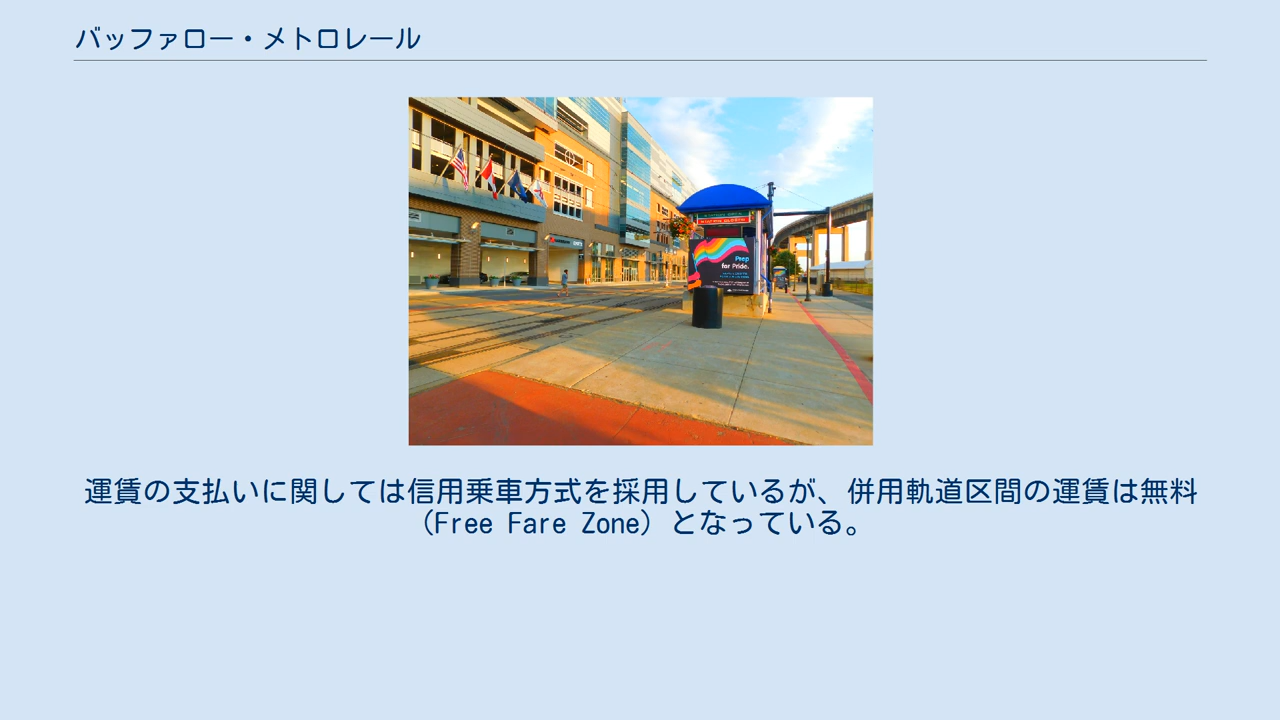 バッファロー・メトロレール
Peep
for Pride.
運賃の支払いに関しては信用乗車方式を採用しているが、併用軌道区間の運賃は無料
（Free Fare Zone）となっている。